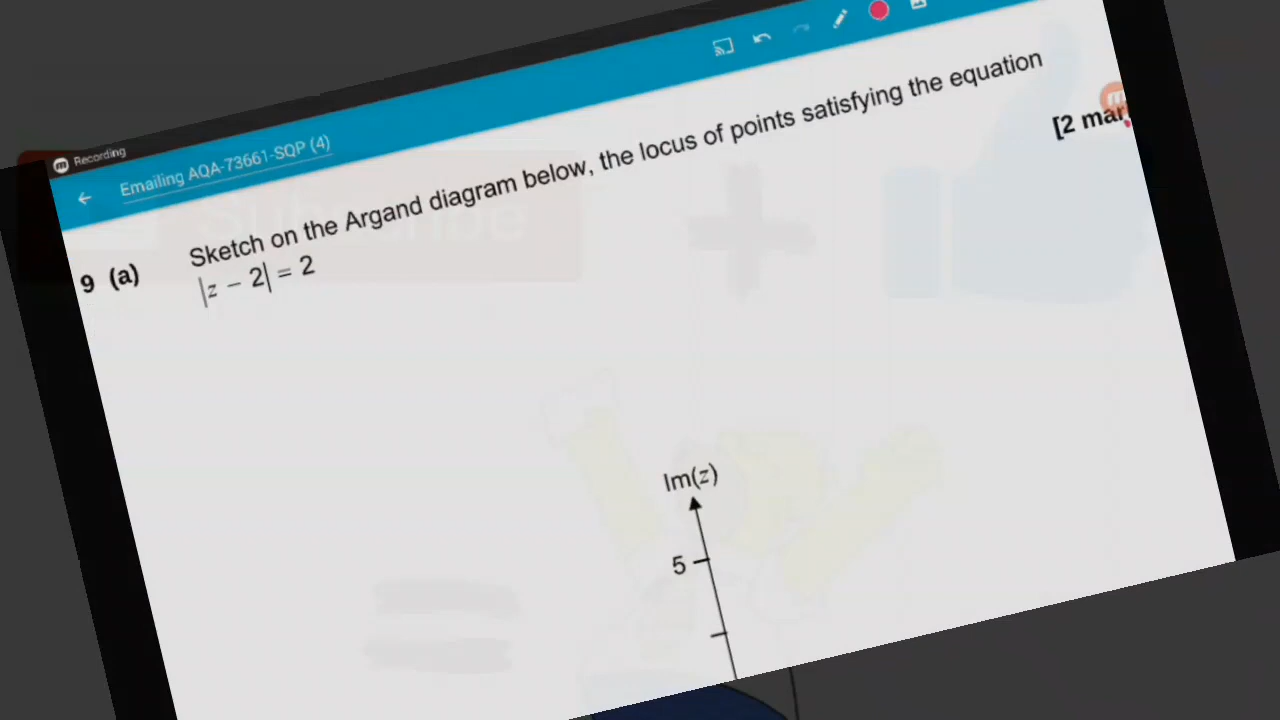 Recording
Emailing AQA-73661-SQP (4)
9 (a) Sketch on the Argand diagram below, the locus of points satisfying the equation
|z − 2| = 2
[2 mar
Im(z)
5
Subscribe